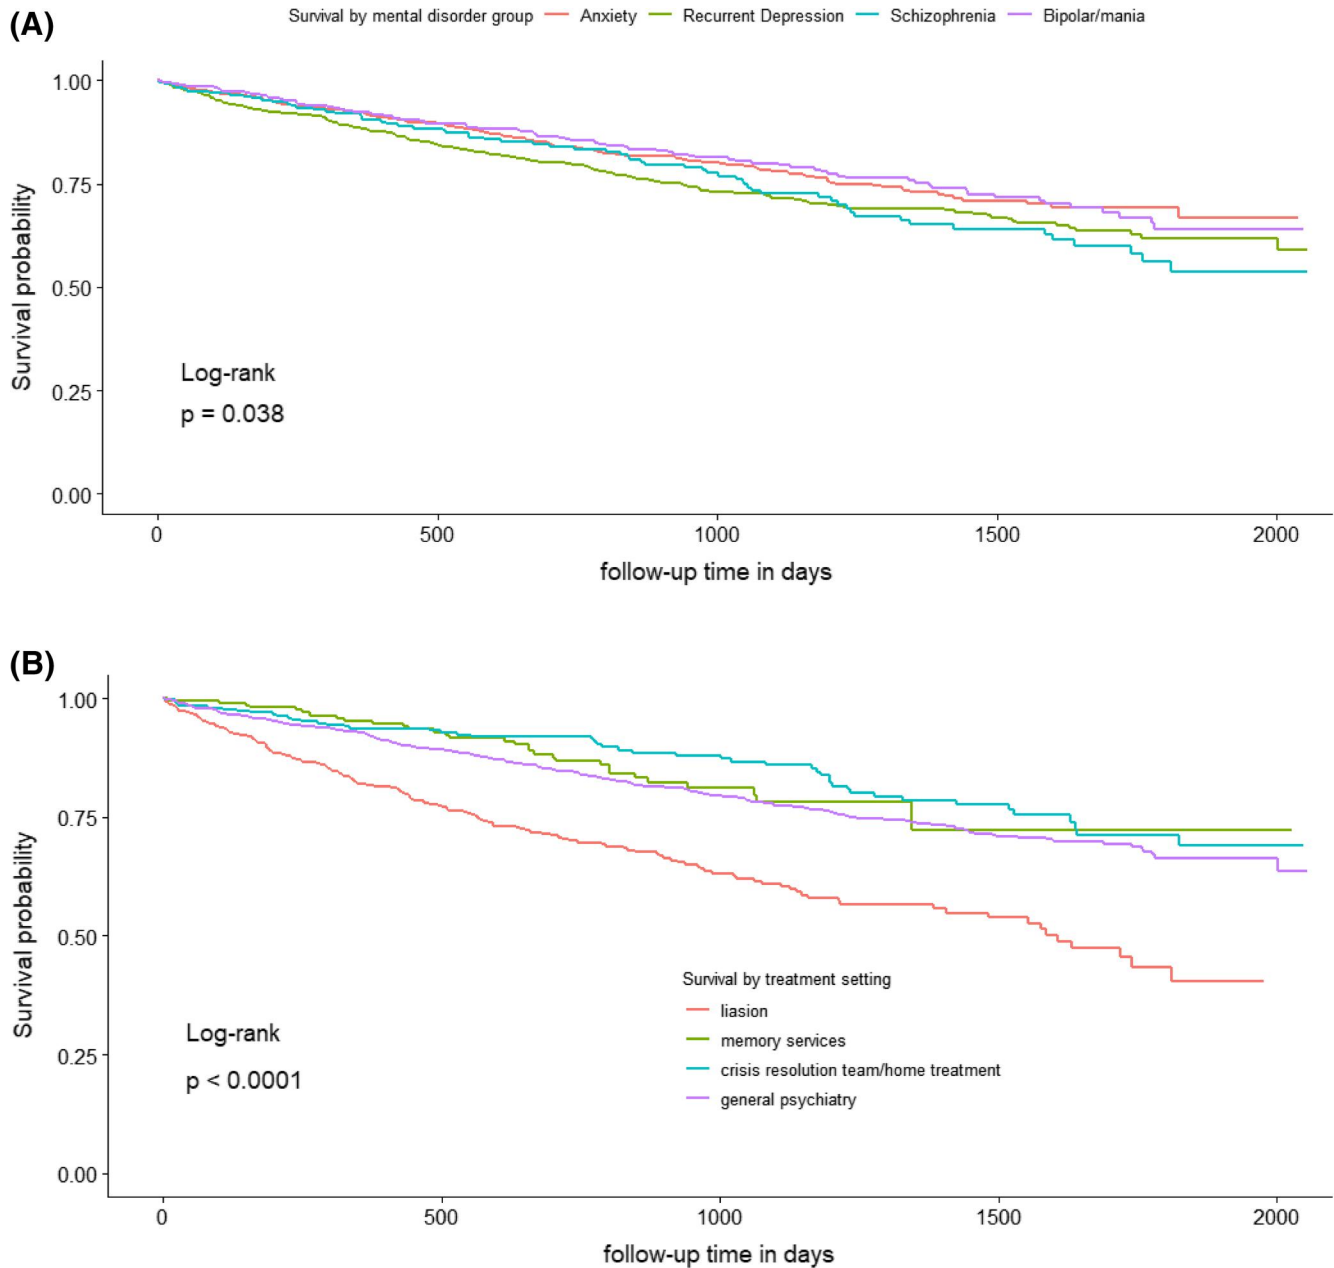 (A)
Survival by mental disorder group Anxiety Recurrent Depression Schizophrenia Bipolar/mania
1.00
0.75
0.50
0.25
0.00
Survival probability
Log-rank
p = 0.038
0 500 1000 1500 2000
follow-up time in days
(B)
1.00
0.75
0.50
0.25
0.00
Survival probability
Survival by treatment setting
liasion
memory services
crisis resolution team/home treatment
general psychiatry
Log-rank
p < 0.0001
0 500 1000 1500 2000
follow-up time in days